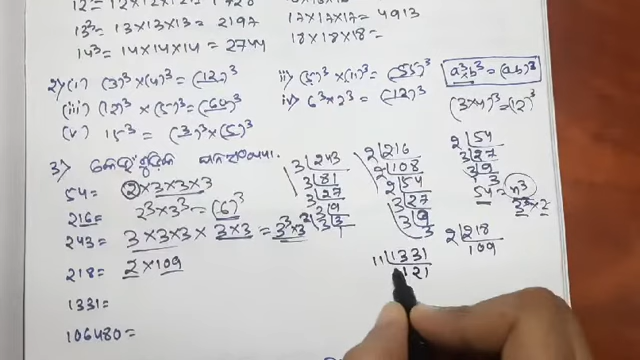 12³ = 12×12×12 = 1728
13³ = 13×13×13 = 2197
17×17×17 = 4913
14³ = 14×14×14 = 2744
18×18×18 =
2) (i) (3)³ × (4)³ = (12)³
ii) (5)³ × (11)³ = (55)³
a³×b³ = (ab)³
(iii) (12)³ × (5)³ = (60)³
iv) 6³×2³ = (12)³
(3×4)³ = (12)³
(v) 15³ = (3)³×(5)³
3)
54 = 2×3×3×3
216 = 2³×3³ = (6)³
243 = 3×3×3 × 3×3 = 3³×3²
218 = 2×109
1331 =
106480 =
3 243
3 81
3 27
3 9
3 3
1
2 216
2 108
2 54
3 27
3 9
3
2 54
3 27
3 9
3
54 = n³
3³×2
2 218
109
11 1331
121